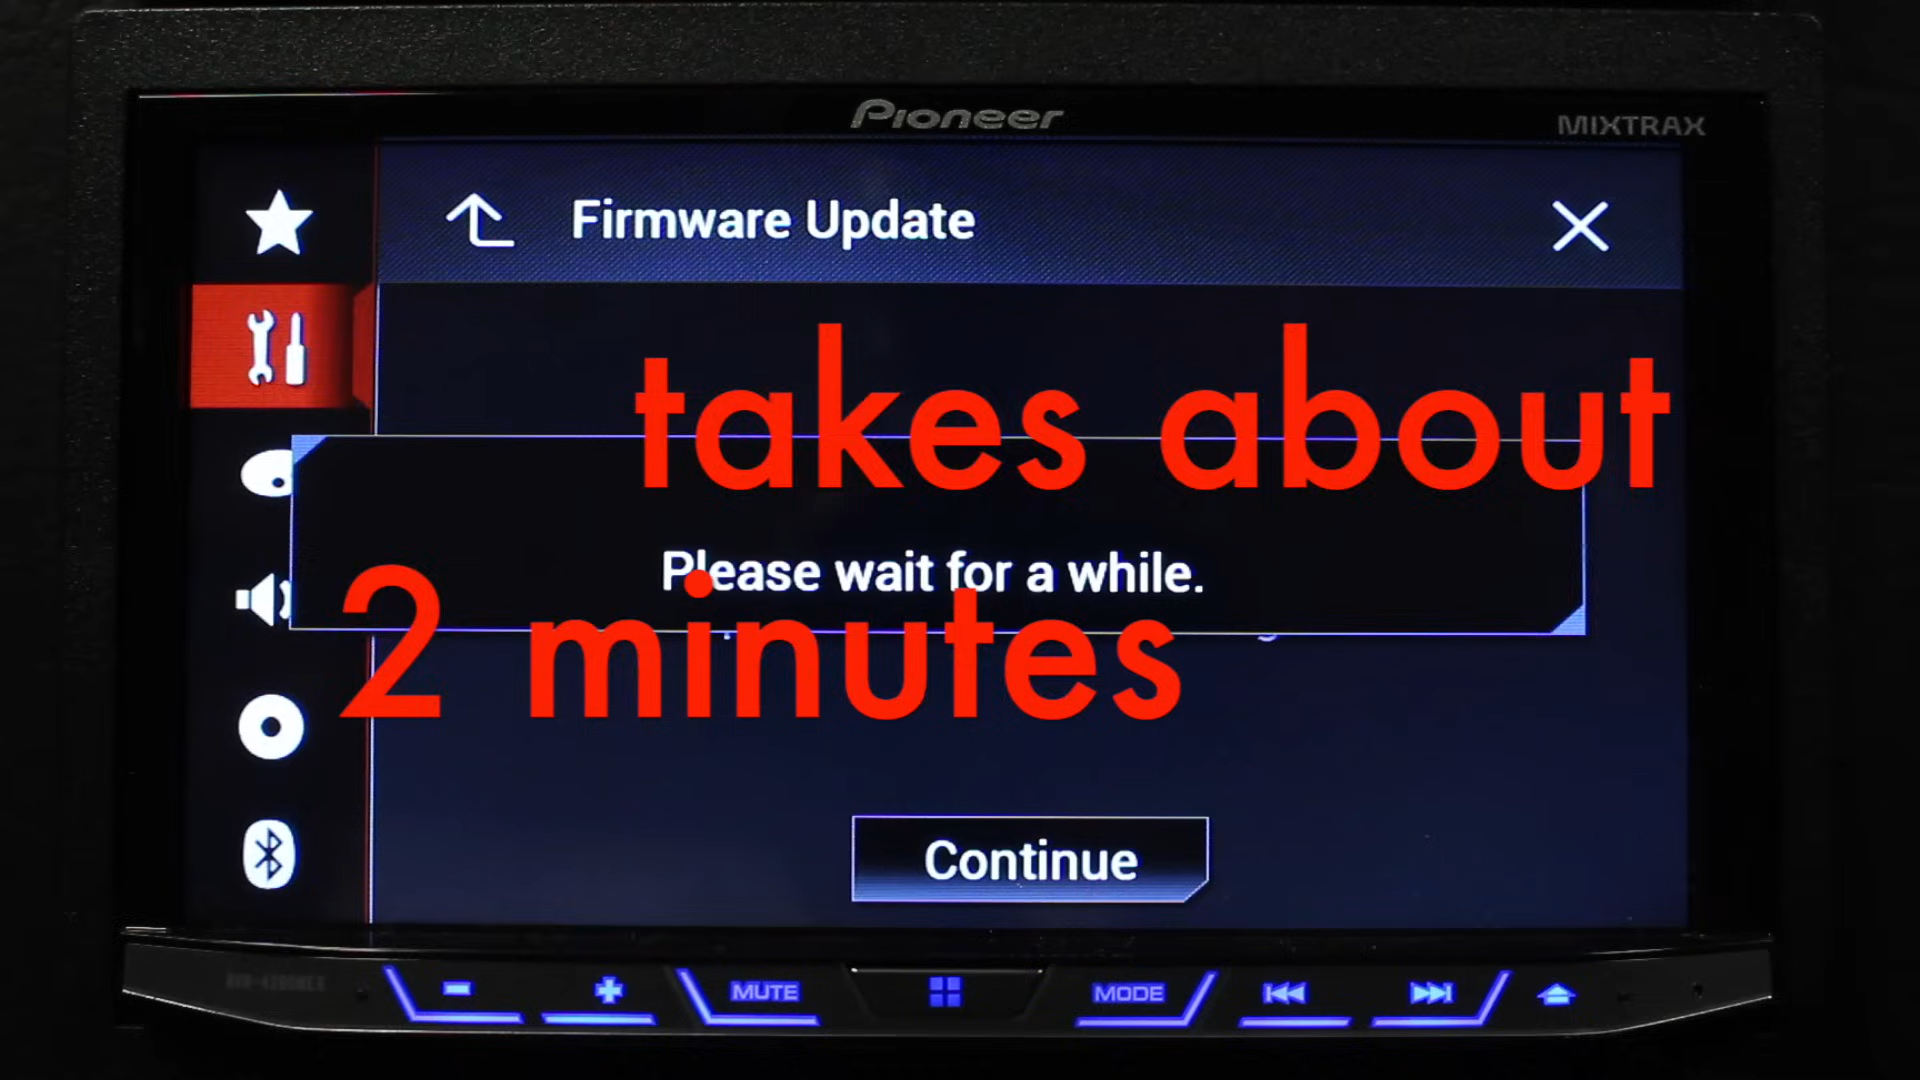 Pioneer
MIXTRAX
Firmware Update
takes about
Please wait for a while.
2 minutes
Continue
MUTE
MODE